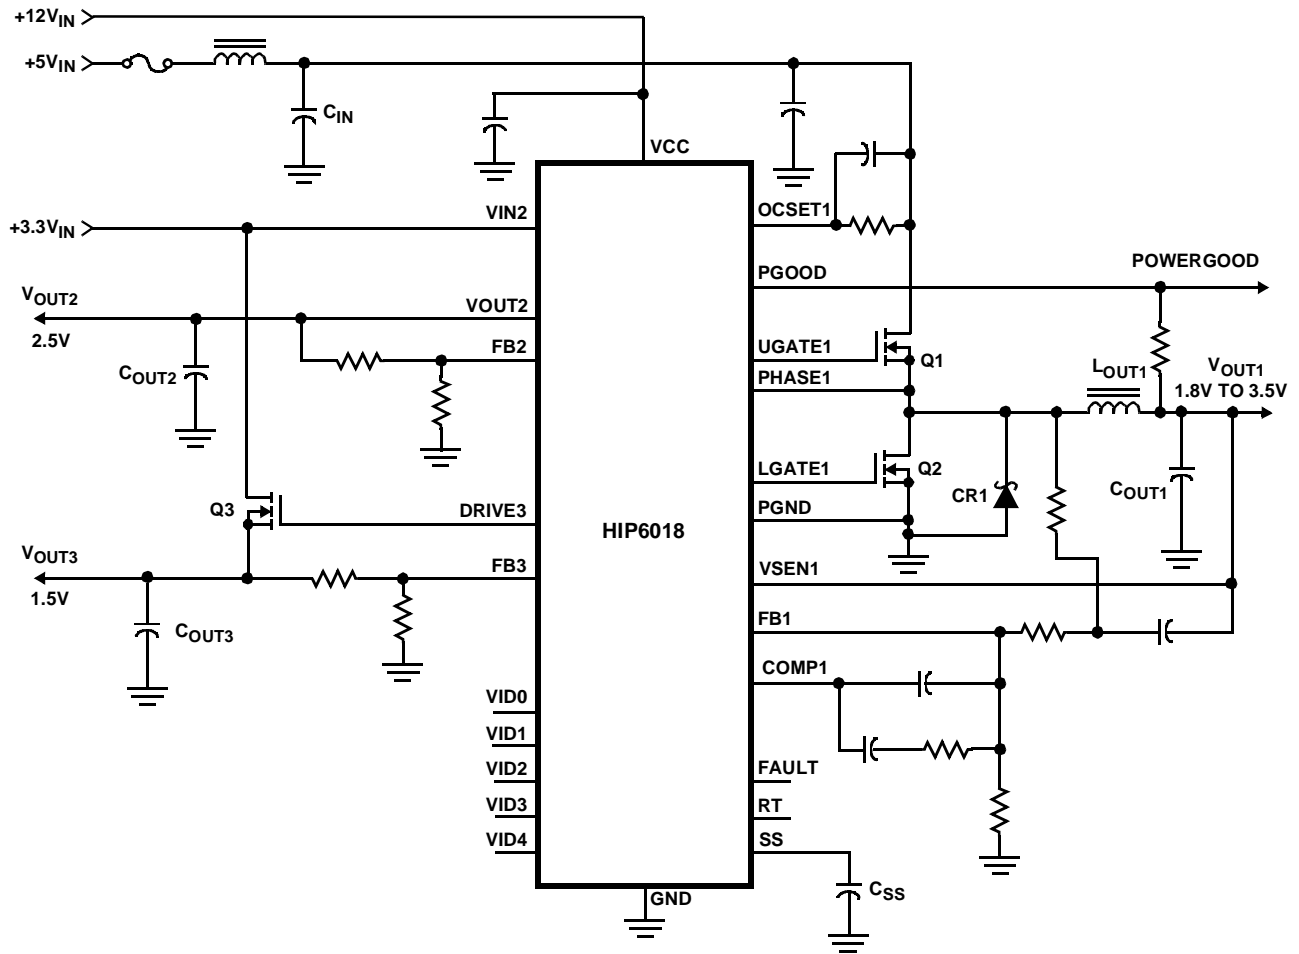 +12VIN
+5VIN
CIN
VCC
+3.3VIN
VIN2
OCSET1
PGOOD
POWERGOOD
VOUT2
2.5V
VOUT2
FB2
COUT2
UGATE1
Q1
PHASE1
LOUT1
VOUT1
1.8V TO 3.5V
LGATE1
Q2
CR1
COUT1
PGND
Q3
DRIVE3
HIP6018
VOUT3
1.5V
FB3
COUT3
VSEN1
FB1
COMP1
VID0
VID1
VID2
VID3
VID4
FAULT
RT
SS
CSS
GND